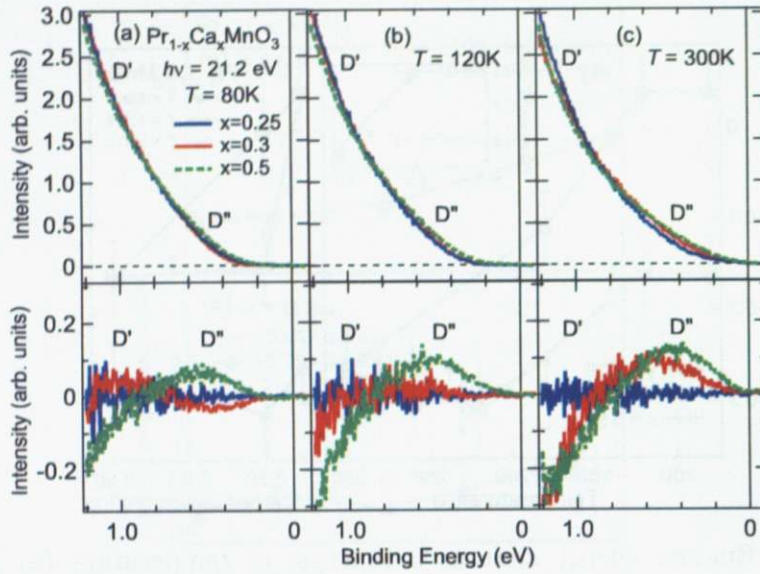 (a) Pr1-xCaxMnO3
D' hν = 21.2 eV
T = 80K
x=0.25
x=0.3
x=0.5
D"
3.0
2.5
2.0
1.5
1.0
0.5
0
Intensity (arb. units)
(b)
D'
T = 120K
D"
(c)
D'
T = 300K
D"
0.2
0
-0.2
Intensity (arb. units)
D' D"
D' D"
D' D"
1.0 0 1.0 0 1.0 0
Binding Energy (eV)